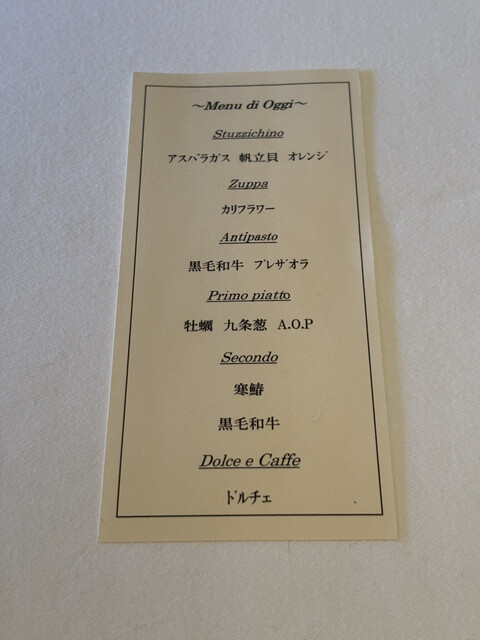 ～Menu di Oggi～
Stuzzichino
アスパラガス 帆立貝 オレンジ
Zuppa
カリフラワー
Antipasto
黒毛和牛 ブレザオラ
Primo piatto
牡蠣 九条葱 A.O.P
Secondo
寒鰆
黒毛和牛
Dolce e Caffe
ドルチェ